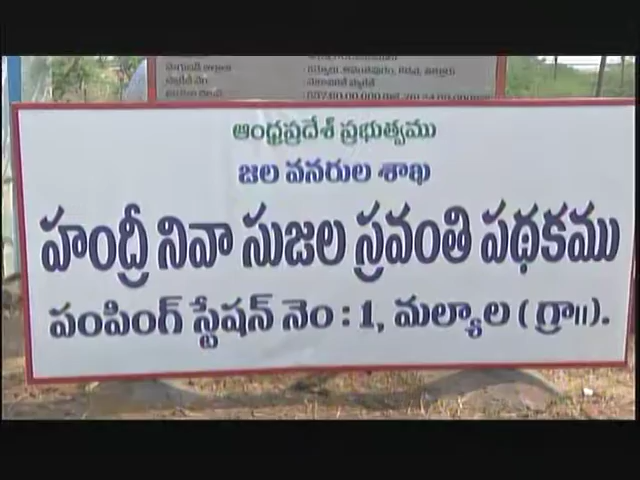 ఆంధ్రప్రదేశ్ ప్రభుత్వము
జల వనరుల శాఖ
హంద్రీ నివా సుజల స్రవంతి పథకము
పంపింగ్ స్టేషన్ నెం : 1, మల్యాల ( గ్రా॥).